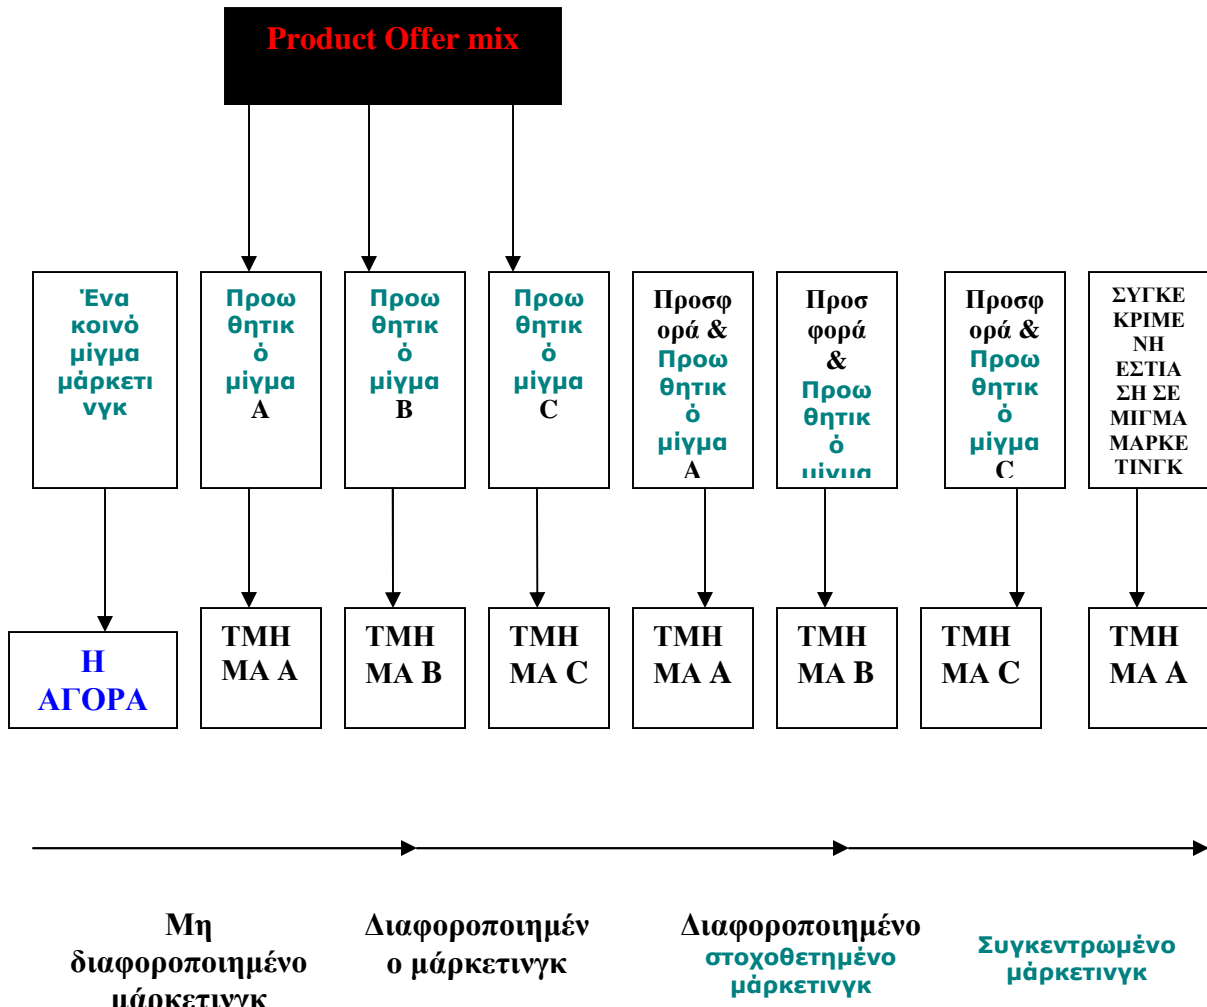 Product Offer mix
Ένα
κοινό
μίγμα
μάρκετι
νγκ
Προω
θητικ
ό
μίγμα
A
Προω
θητικ
ό
μίγμα
B
Προω
θητικ
ό
μίγμα
C
Προσφ
ορά &
Προω
θητικ
ό
μίγμα
A
Προσ
φορά
&
Προω
θητικ
ό
μίγμα
Προσφ
ορά &
Προω
θητικ
ό
μίγμα
C
ΣΥΓΚΕ
ΚΡΙΜΕ
ΝΗ
ΕΣΤΙΑ
ΣΗ ΣΕ
ΜΙΓΜΑ
ΜΑΡΚΕ
ΤΙΝΓΚ
Η
ΑΓΟΡΑ
ΤΜΗ
ΜΑ A
ΤΜΗ
ΜΑ B
ΤΜΗ
ΜΑ C
ΤΜΗ
ΜΑ A
ΤΜΗ
ΜΑ B
ΤΜΗ
ΜΑ C
ΤΜΗ
ΜΑ A
Μη
διαφοροποιημένο
μάρκετινγκ
Διαφοροποιημέν
ο μάρκετινγκ
Διαφοροποιημένο
στοχοθετημένο
μάρκετινγκ
Συγκεντρωμένο
μάρκετινγκ